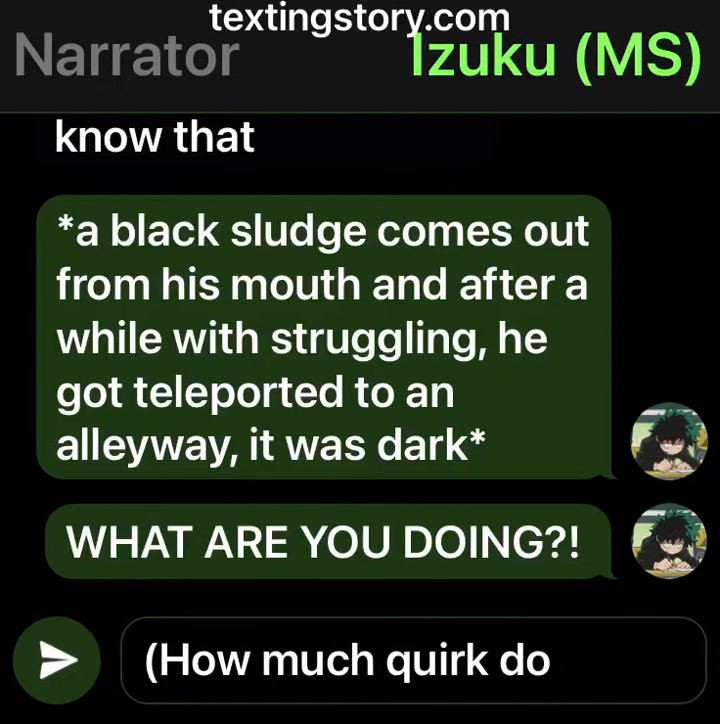 textingstory.com
Narrator
Izuku (MS)
know that
*a black sludge comes out
from his mouth and after a
while with struggling, he
got teleported to an
alleyway, it was dark*
WHAT ARE YOU DOING?!
(How much quirk do